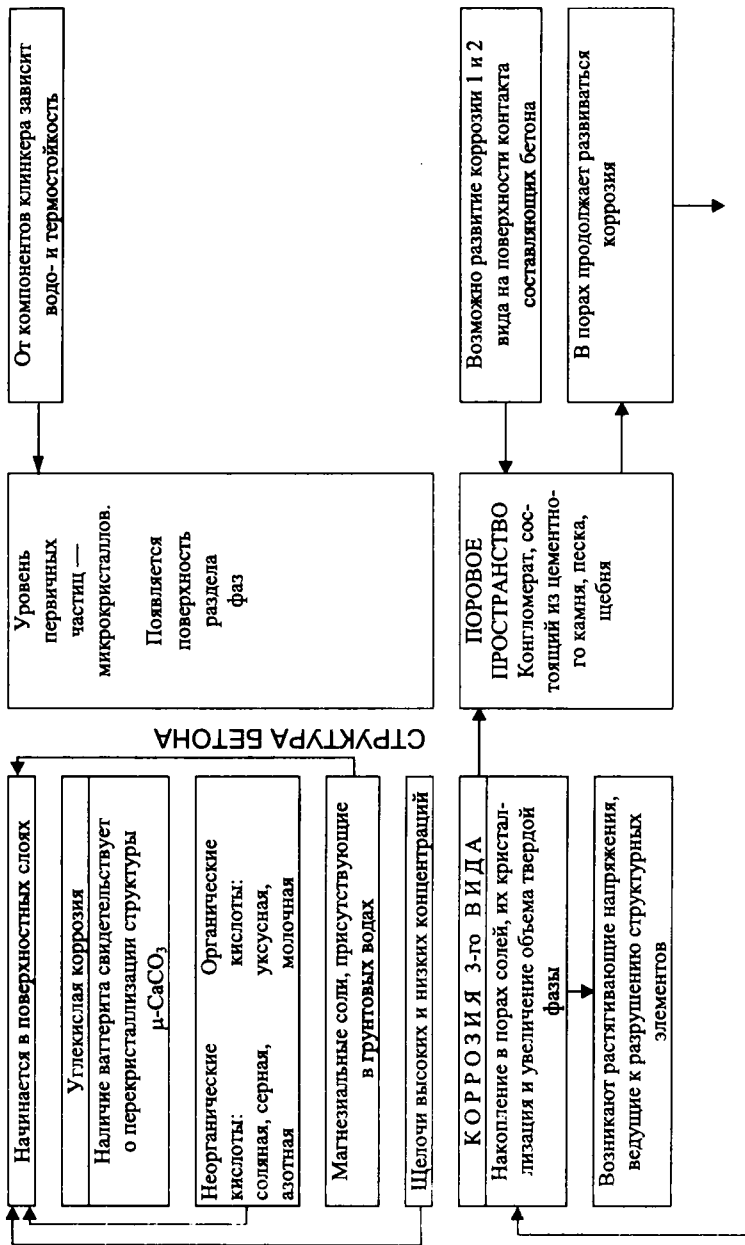 Начинается в поверхностных слоях
Углекислая коррозия
Наличие ваттерита свидетельствует
о перекристаллизации структуры
μ-CaCO₃
Неорганические
кислоты:
соляная, серная,
азотная
Органические
кислоты:
уксусная,
молочная
Магнезиальные соли, присутствующие
в грунтовых водах
Щелочи высоких и низких концентраций
КОРРОЗИЯ 3-го ВИДА
Накопление в порах солей, их кристал-
лизация и увеличение объема твердой
фазы
Возникают растягивающие напряжения,
ведущие к разрушению структурных
элементов
СТРУКТУРА БЕТОНА
Уровень
первичных
частиц —
микрокристаллов.
Появляется
поверхность
раздела
фаз
ПОРОВОЕ
ПРОСТРАНСТВО
Конгломерат, сос-
тоящий из цементно-
го камня, песка,
щебня
От компонентов клинкера зависит
водо- и термостойкость
Возможно развитие коррозии 1 и 2
вида на поверхности контакта
составляющих бетона
В порах продолжает развиваться
коррозия